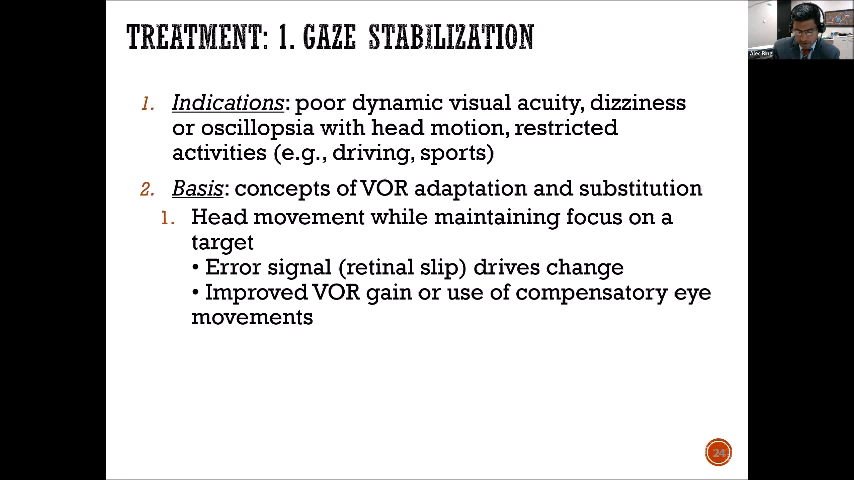 TREATMENT: 1. GAZE STABILIZATION
1. Indications: poor dynamic visual acuity, dizziness
or oscillopsia with head motion, restricted
activities (e.g., driving, sports)
2. Basis: concepts of VOR adaptation and substitution
1. Head movement while maintaining focus on a
target
• Error signal (retinal slip) drives change
• Improved VOR gain or use of compensatory eye
movements
24